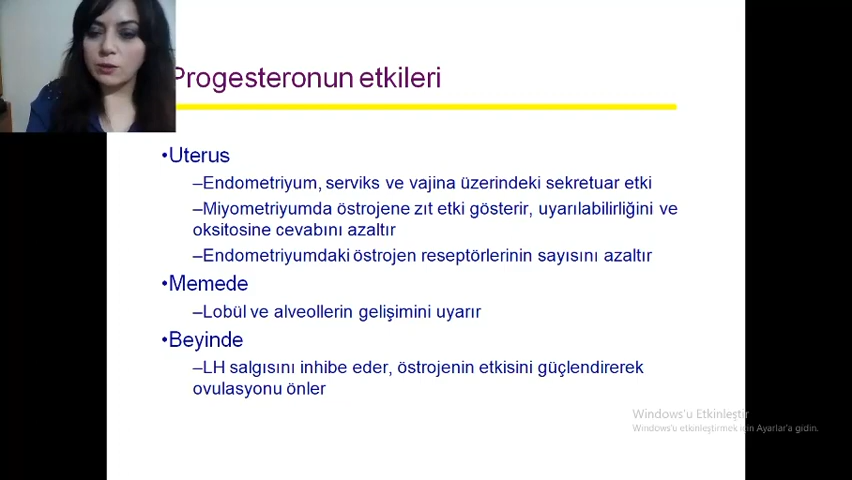 Progesteronun etkileri
•Uterus
–Endometriyum, serviks ve vajina üzerindeki sekretuar etki
–Miyometriyumda östrojene zıt etki gösterir, uyarılabilirliğini ve
oksitosine cevabını azaltır
–Endometriyumdaki östrojen reseptörlerinin sayısını azaltır
•Memede
–Lobül ve alveollerin gelişimini uyarır
•Beyinde
–LH salgısını inhibe eder, östrojenin etkisini güçlendirerek
ovulasyonu önler
Windows'u Etkinleştir
Windows'u etkinleştirmek için Ayarlar'a gidin.